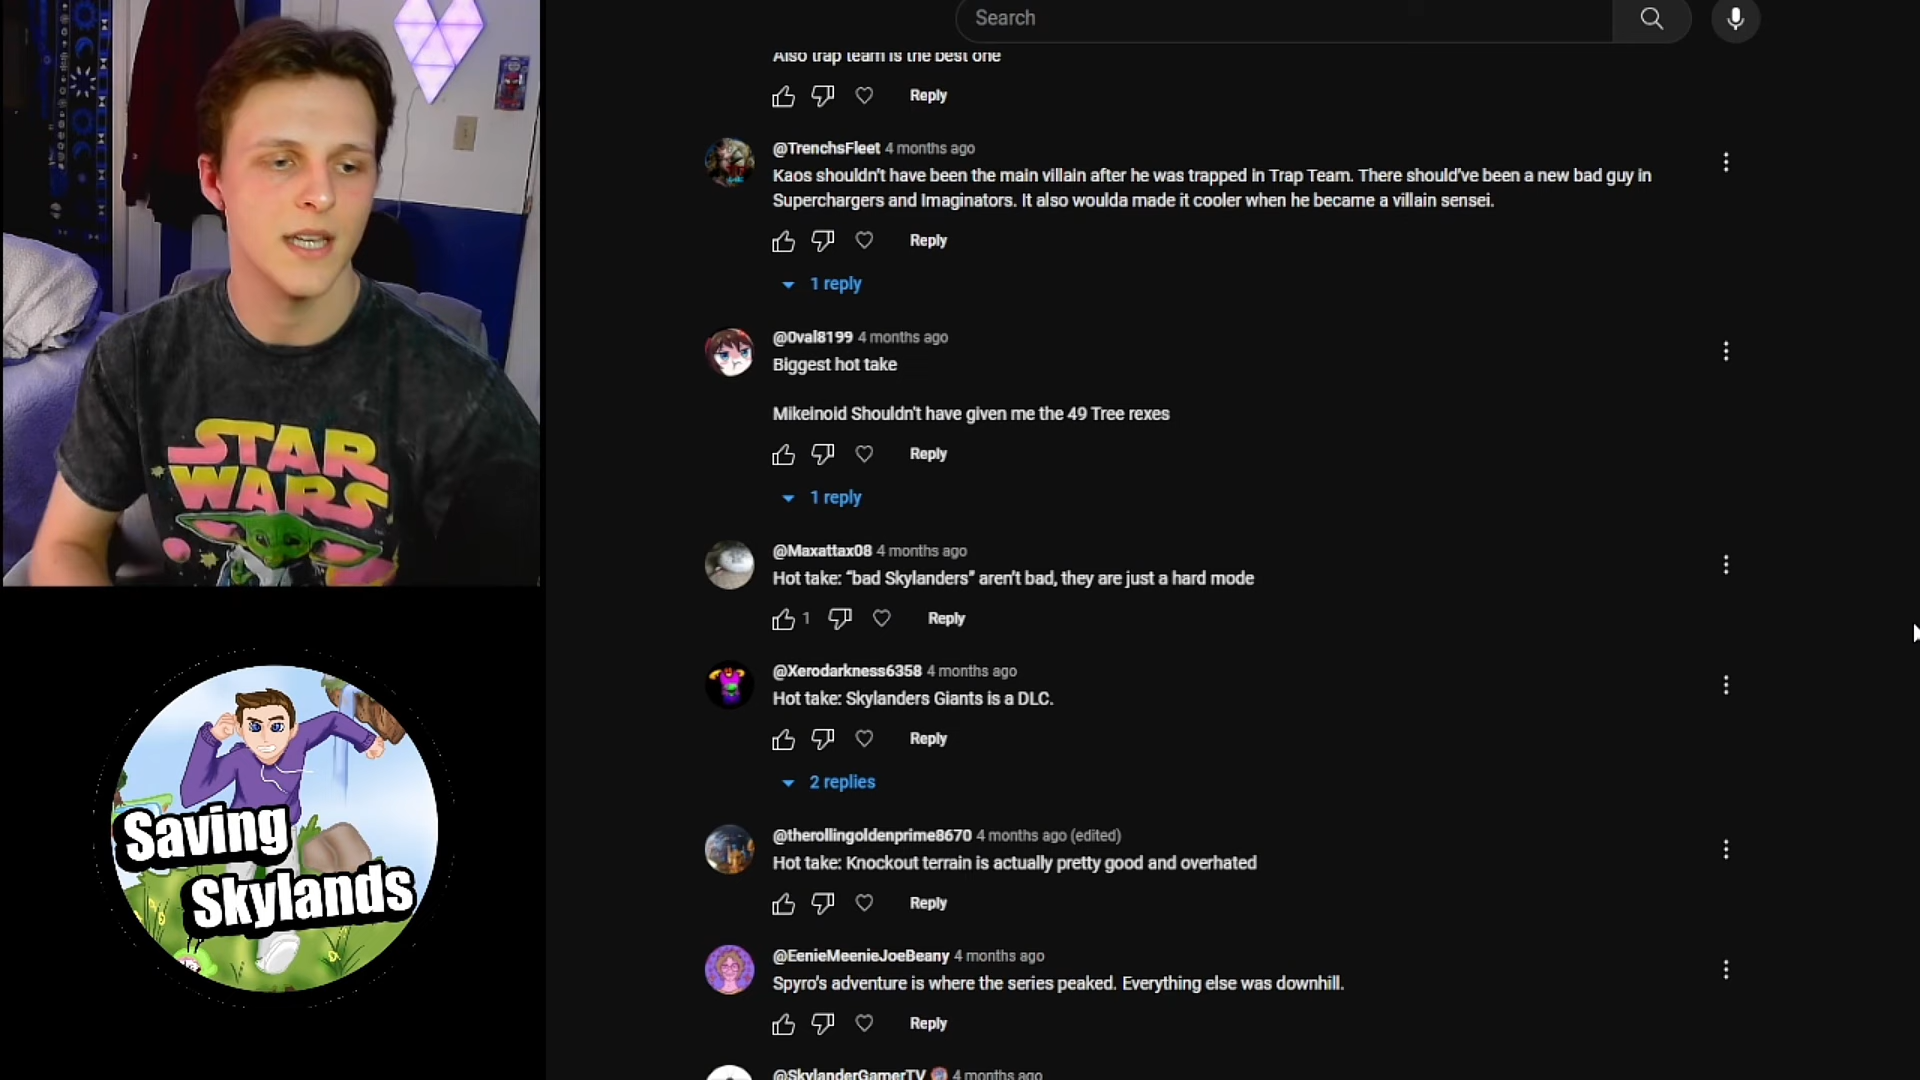 Search
Also trap team is the best one
Reply
@TrenchsFleet 4 months ago
Kaos shouldn't have been the main villain after he was trapped in Trap Team. There should've been a new bad guy in
Superchargers and Imaginators. It also woulda made it cooler when he became a villain sensei.
Reply
1 reply
@0val8199 4 months ago
Biggest hot take
Mikeinoid Shouldn't have given me the 49 Tree rexes
Reply
1 reply
@Maxattax08 4 months ago
Hot take: “bad Skylanders” aren't bad, they are just a hard mode
1
Reply
@Xerodarkness6358 4 months ago
Hot take: Skylanders Giants is a DLC.
Reply
2 replies
@therollingoldenprime8670 4 months ago (edited)
Hot take: Knockout terrain is actually pretty good and overhated
Reply
@EenieMeenieJoeBeany 4 months ago
Spyro's adventure is where the series peaked. Everything else was downhill.
Reply
@SkylanderGamerTV 4 months ago
STAR
WARS
Saving
Skylands